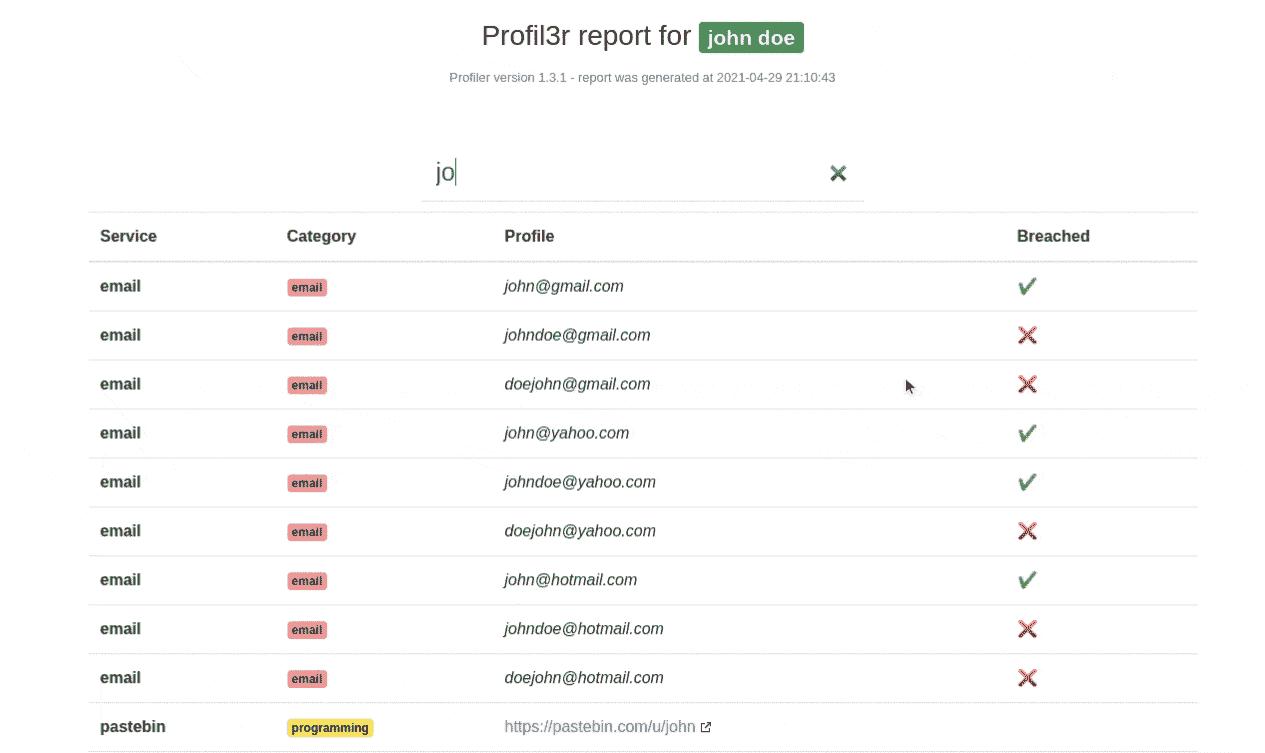 Profil3r report for john doe
Profiler version 1.3.1 - report was generated at 2021-04-29 21:10:43
jo
Service Category Profile Breached
email email john@gmail.com
email email johndoe@gmail.com
email email doejohn@gmail.com
email email john@yahoo.com
email email johndoe@yahoo.com
email email doejohn@yahoo.com
email email john@hotmail.com
email email johndoe@hotmail.com
email email doejohn@hotmail.com
pastebin programming https://pastebin.com/u/john